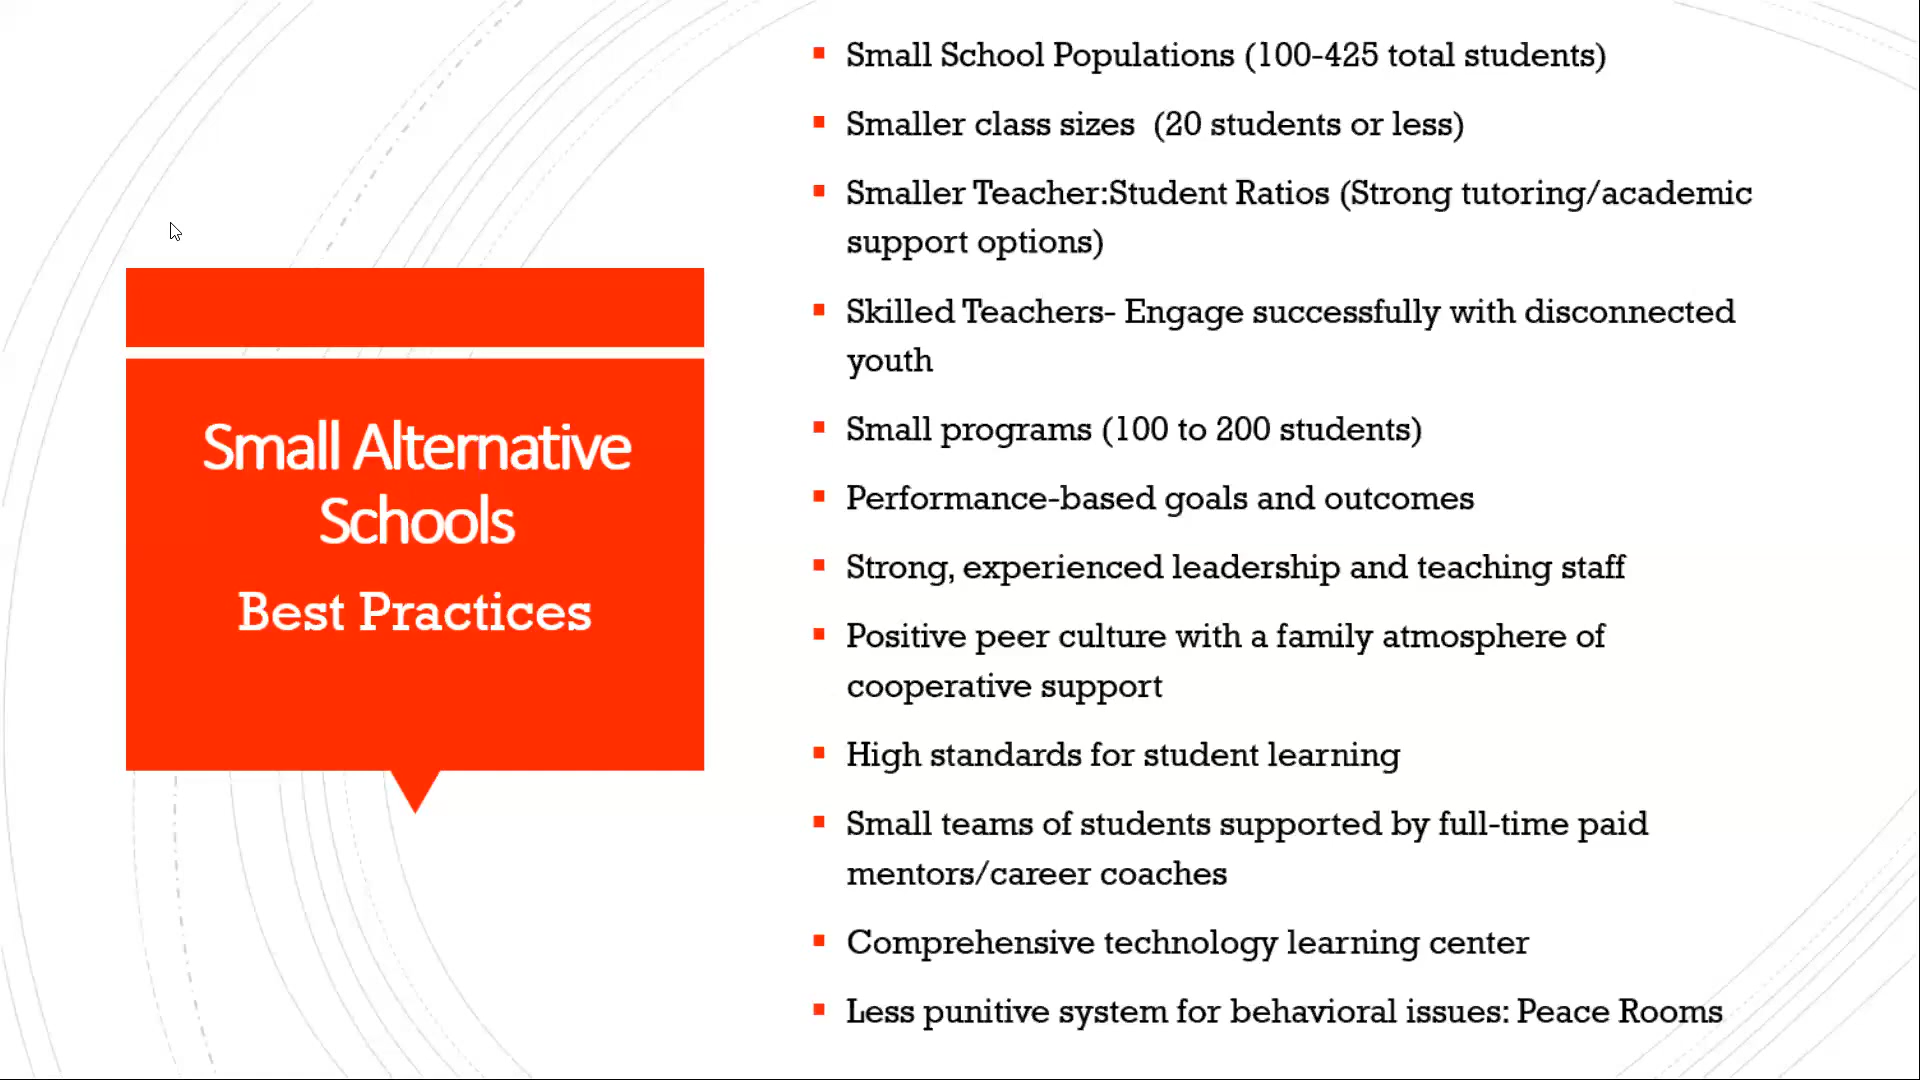 Small Alternative
Schools
Best Practices
▪ Small School Populations (100-425 total students)
▪ Smaller class sizes  (20 students or less)
▪ Smaller Teacher:Student Ratios (Strong tutoring/academic
support options)
▪ Skilled Teachers- Engage successfully with disconnected
youth
▪ Small programs (100 to 200 students)
▪ Performance-based goals and outcomes
▪ Strong, experienced leadership and teaching staff
▪ Positive peer culture with a family atmosphere of
cooperative support
▪ High standards for student learning
▪ Small teams of students supported by full-time paid
mentors/career coaches
▪ Comprehensive technology learning center
▪ Less punitive system for behavioral issues: Peace Rooms